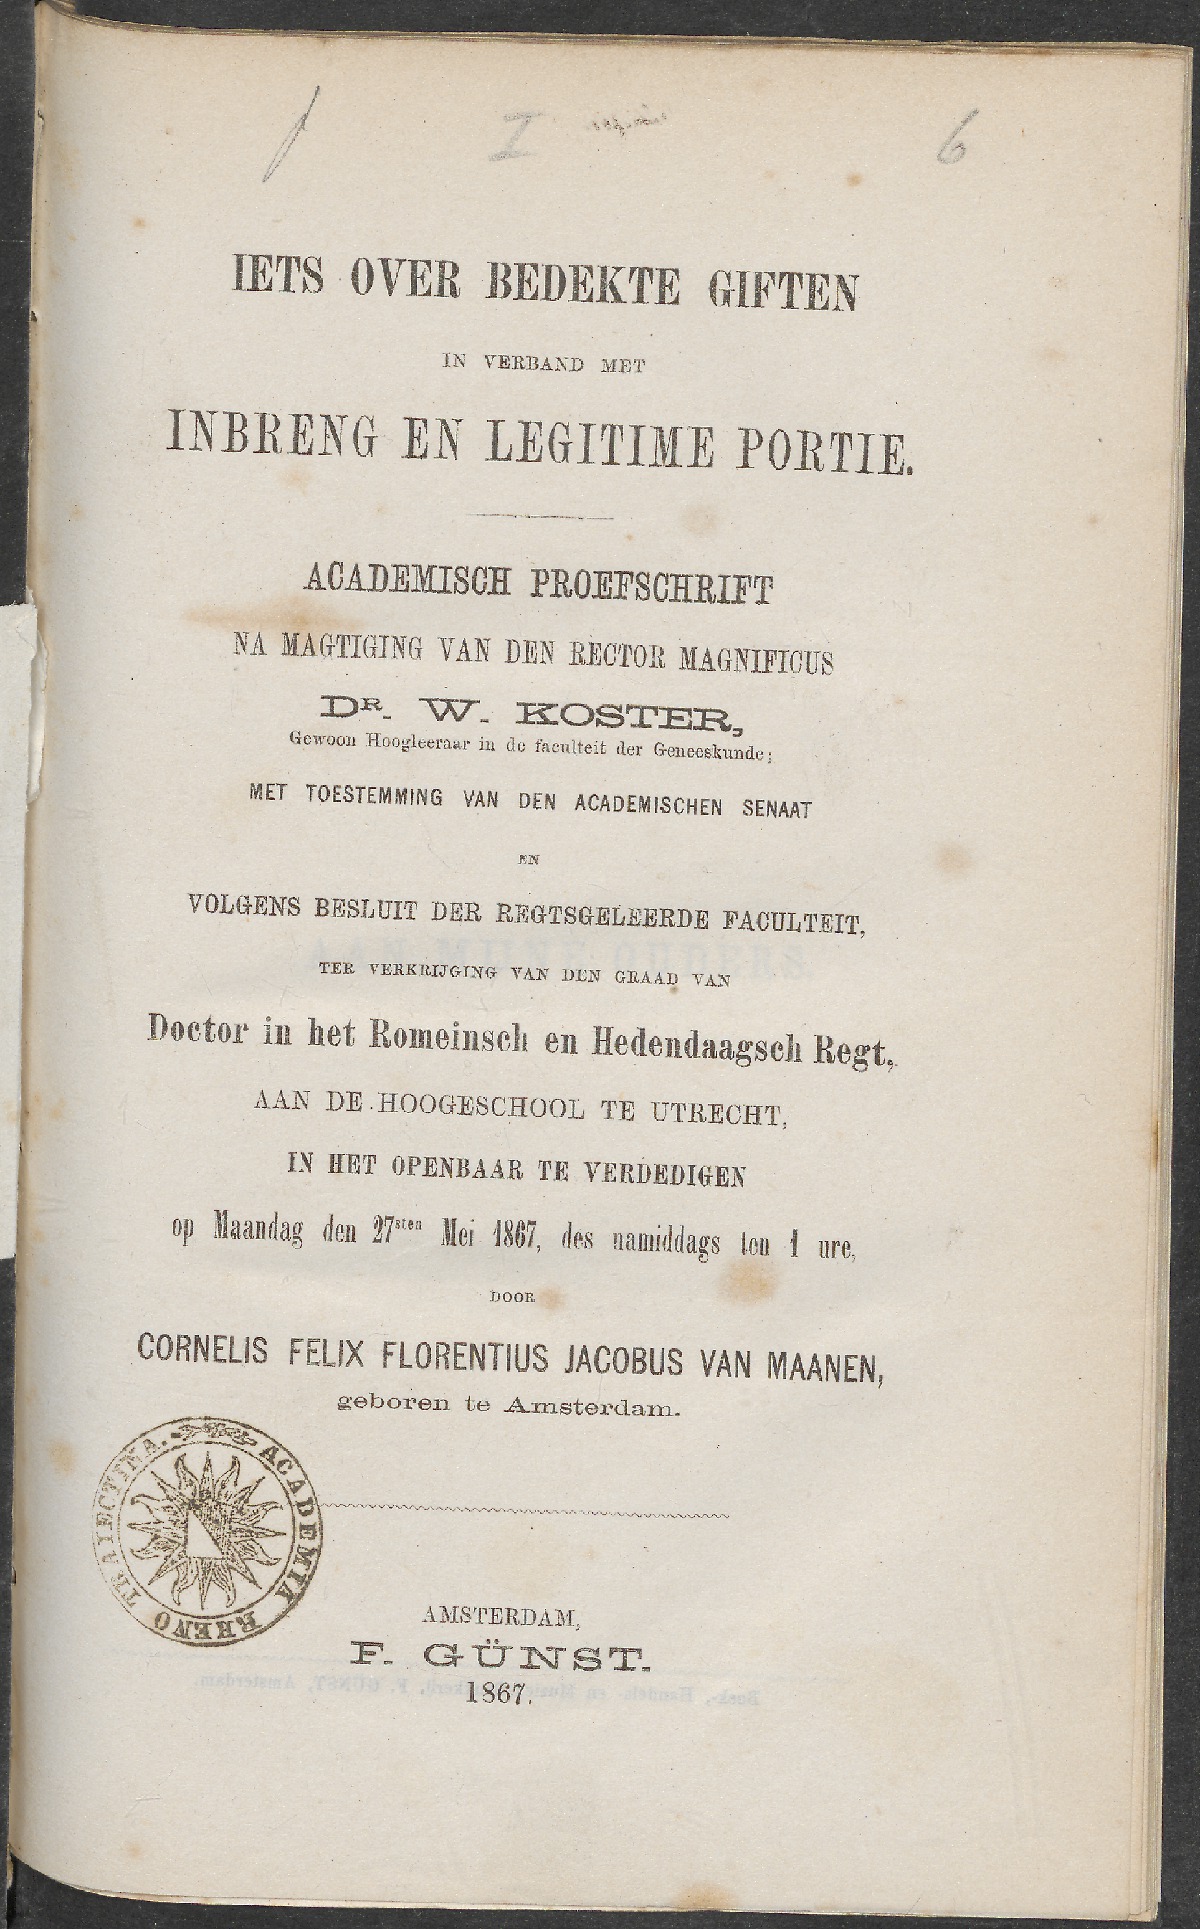 I
6
IETS OVER BEDEKTE GIFTEN
IN VERBAND MET
INBRENG EN LEGITIME PORTIE.
ACADEMISCH PROEFSCHRIFT
NA MAGTIGING VAN DEN RECTOR MAGNIFICUS
DR. W. KOSTER,
Gewoon Hoogleeraar in de faculteit der Geneeskunde;
MET TOESTEMMING VAN DEN ACADEMISCHEN SENAAT
EN
VOLGENS BESLUIT DER REGTSGELEERDE FACULTEIT,
TER VERKRIJGING VAN DEN GRAAD VAN
Doctor in het Romeinsch en Hedendaagsch Regt,
AAN DE HOOGESCHOOL TE UTRECHT,
IN HET OPENBAAR TE VERDEDIGEN
op Maandag den 27sten Mei 1867, des namiddags ten 1 ure,
DOOR
CORNELIS FELIX FLORENTIUS JACOBUS VAN MAANEN,
geboren te Amsterdam.
ACADEMIA RHENO TRAIECTINA.
AMSTERDAM,
F. GÜNST.
1867.